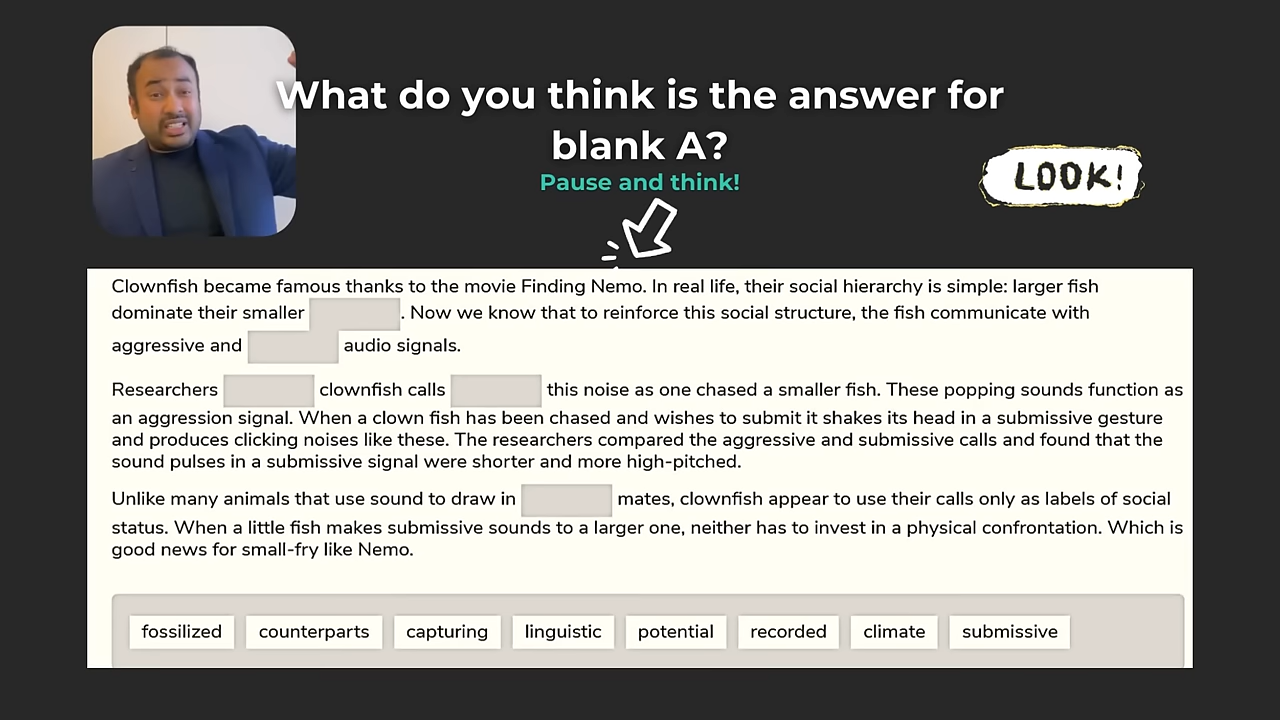 What do you think is the answer for
blank A?
Pause and think!
LOOK!
Clownfish became famous thanks to the movie Finding Nemo. In real life, their social hierarchy is simple: larger fish
dominate their smaller . Now we know that to reinforce this social structure, the fish communicate with
aggressive and audio signals.
Researchers clownfish calls this noise as one chased a smaller fish. These popping sounds function as
an aggression signal. When a clown fish has been chased and wishes to submit it shakes its head in a submissive gesture
and produces clicking noises like these. The researchers compared the aggressive and submissive calls and found that the
sound pulses in a submissive signal were shorter and more high-pitched.
Unlike many animals that use sound to draw in mates, clownfish appear to use their calls only as labels of social
status. When a little fish makes submissive sounds to a larger one, neither has to invest in a physical confrontation. Which is
good news for small-fry like Nemo.
fossilized counterparts capturing linguistic potential recorded climate submissive